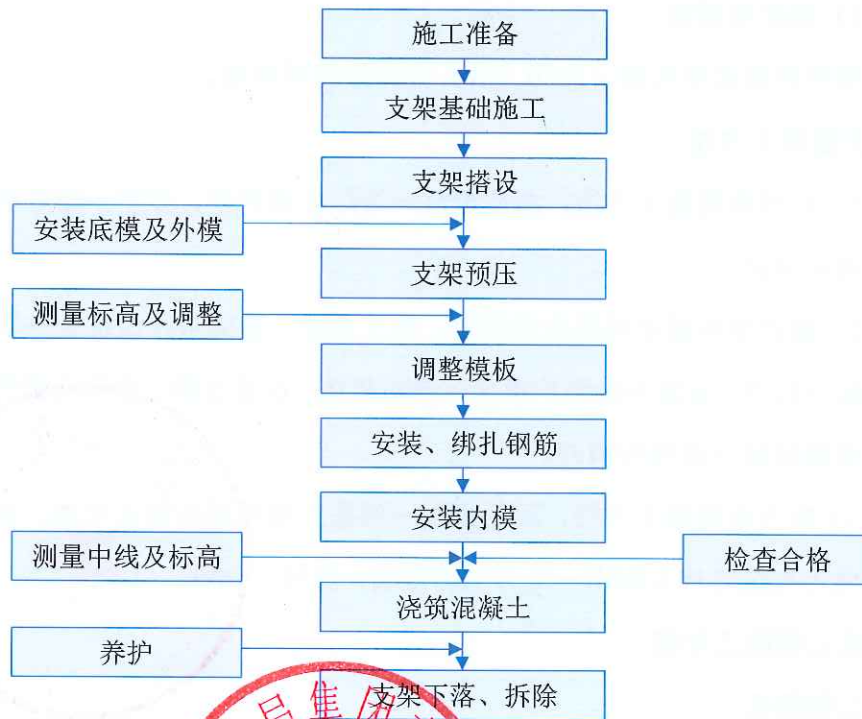 施工准备
支架基础施工
支架搭设
安装底模及外模
支架预压
测量标高及调整
调整模板
安装、绑扎钢筋
安装内模
测量中线及标高
检查合格
浇筑混凝土
养护
支架下落、拆除
集团